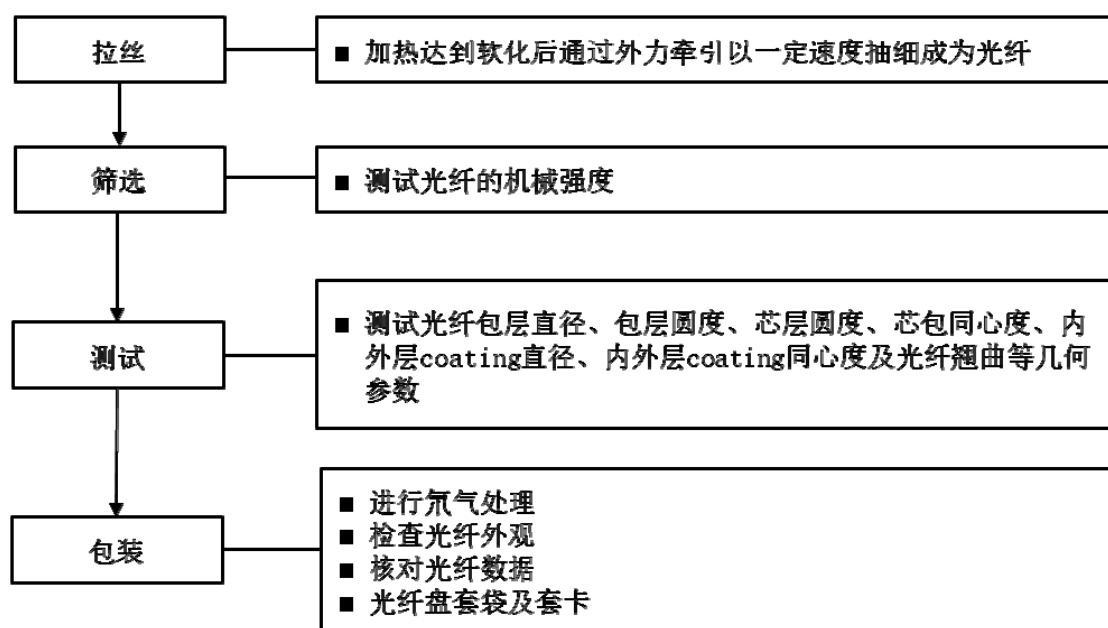 拉丝
■ 加热达到软化后通过外力牵引以一定速度抽细成为光纤
筛选
■ 测试光纤的机械强度
测试
■ 测试光纤包层直径、包层圆度、芯层圆度、芯包同心度、内
外层coating直径、内外层coating同心度及光纤翘曲等几何
参数
包装
■ 进行氘气处理
■ 检查光纤外观
■ 核对光纤数据
■ 光纤盘套袋及套卡